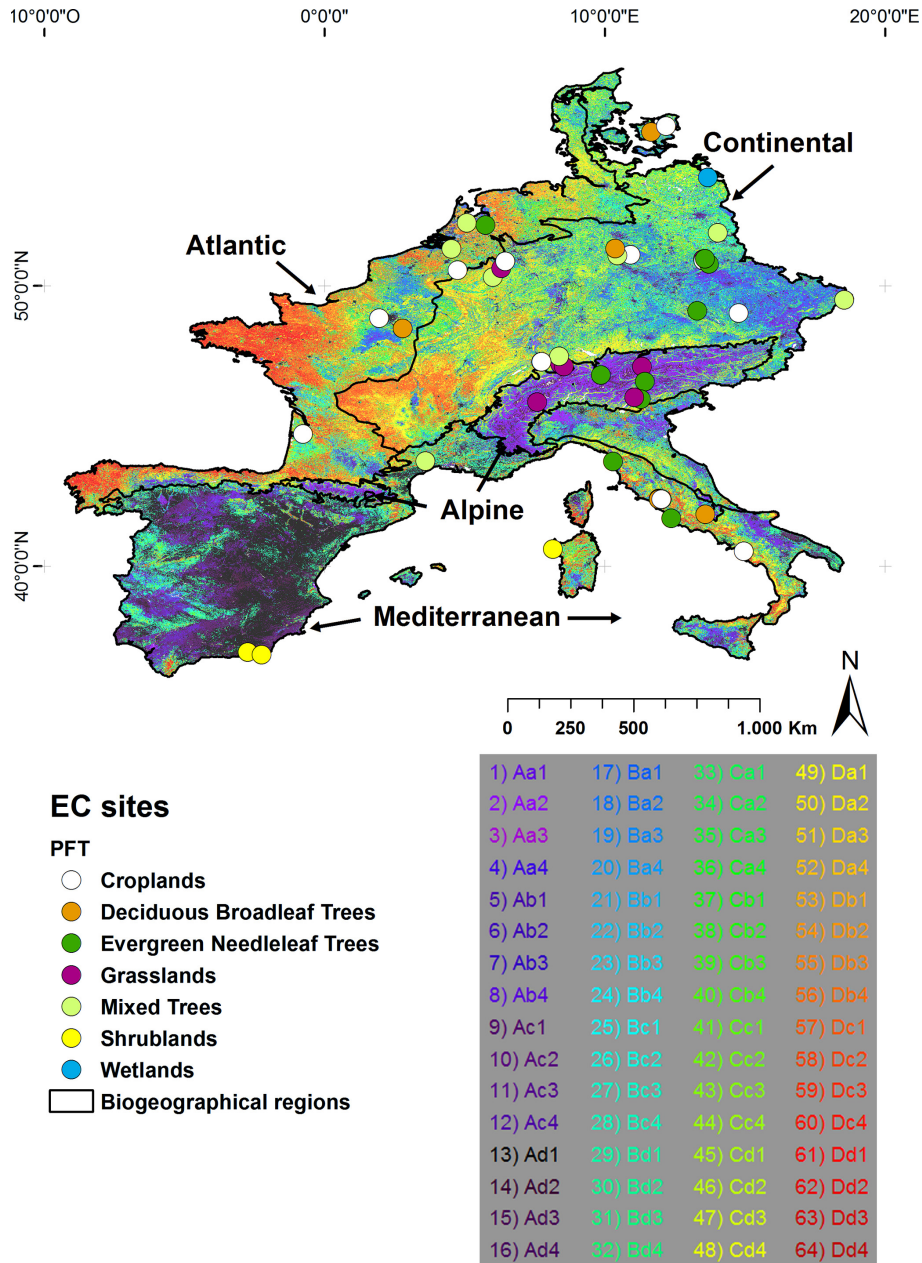 10°0'0"O 0°0'0" 10°0'0"E 20°0'0"E
Continental
Atlantic
50°0'0"N
Alpine
40°0'0"N
Mediterranean
N
0 250 500 1.000 Km
EC sites
PFT
Croplands
Deciduous Broadleaf Trees
Evergreen Needleleaf Trees
Grasslands
Mixed Trees
Shrublands
Wetlands
Biogeographical regions
1) Aa1 17) Ba1 33) Ca1 49) Da1
2) Aa2 18) Ba2 34) Ca2 50) Da2
3) Aa3 19) Ba3 35) Ca3 51) Da3
4) Aa4 20) Ba4 36) Ca4 52) Da4
5) Ab1 21) Bb1 37) Cb1 53) Db1
6) Ab2 22) Bb2 38) Cb2 54) Db2
7) Ab3 23) Bb3 39) Cb3 55) Db3
8) Ab4 24) Bb4 40) Cb4 56) Db4
9) Ac1 25) Bc1 41) Cc1 57) Dc1
10) Ac2 26) Bc2 42) Cc2 58) Dc2
11) Ac3 27) Bc3 43) Cc3 59) Dc3
12) Ac4 28) Bc4 44) Cc4 60) Dc4
13) Ad1 29) Bd1 45) Cd1 61) Dd1
14) Ad2 30) Bd2 46) Cd2 62) Dd2
15) Ad3 31) Bd3 47) Cd3 63) Dd3
16) Ad4 32) Bd4 48) Cd4 64) Dd4